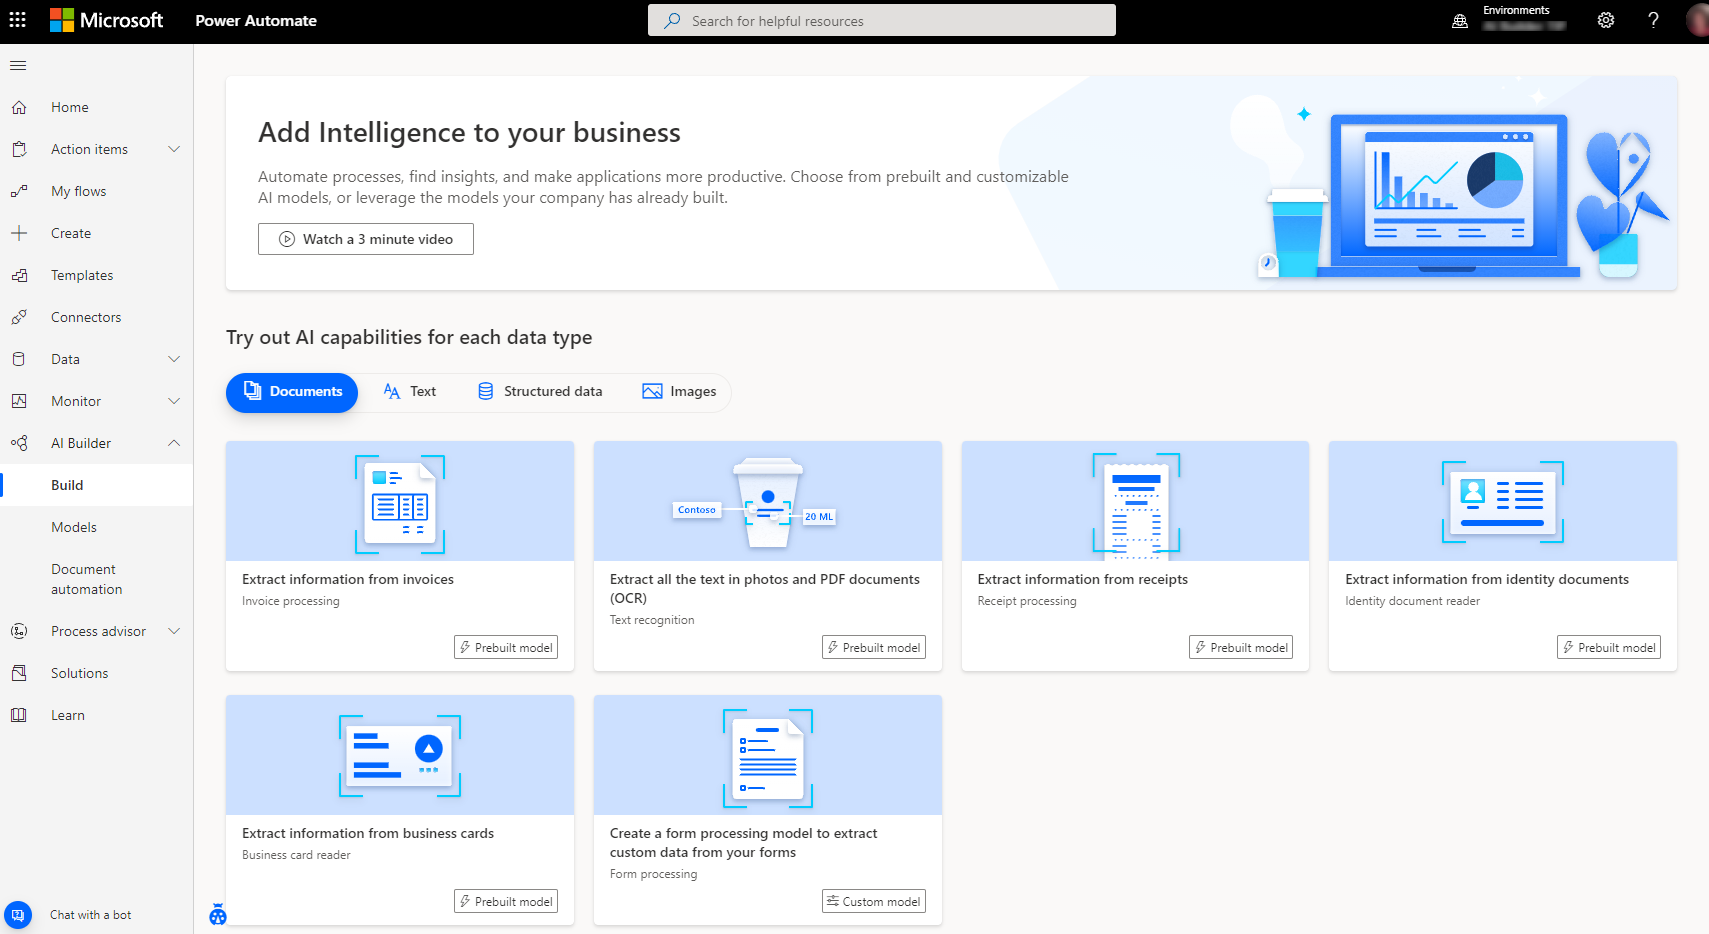 Microsoft
Power Automate
Search for helpful resources
Environments
Home
Action items
My flows
Create
Templates
Connectors
Data
Monitor
AI Builder
Build
Models
Document
automation
Process advisor
Solutions
Learn
Chat with a bot
Add Intelligence to your business
Automate processes, find insights, and make applications more productive. Choose from prebuilt and customizable
AI models, or leverage the models your company has already built.
Watch a 3 minute video
Try out AI capabilities for each data type
Documents
Text
Structured data
Images
Extract information from invoices
Invoice processing
Prebuilt model
Contoso
20 ML
Extract all the text in photos and PDF documents
(OCR)
Text recognition
Prebuilt model
Extract information from receipts
Receipt processing
Prebuilt model
Extract information from identity documents
Identity document reader
Prebuilt model
Extract information from business cards
Business card reader
Prebuilt model
Create a form processing model to extract
custom data from your forms
Form processing
Custom model